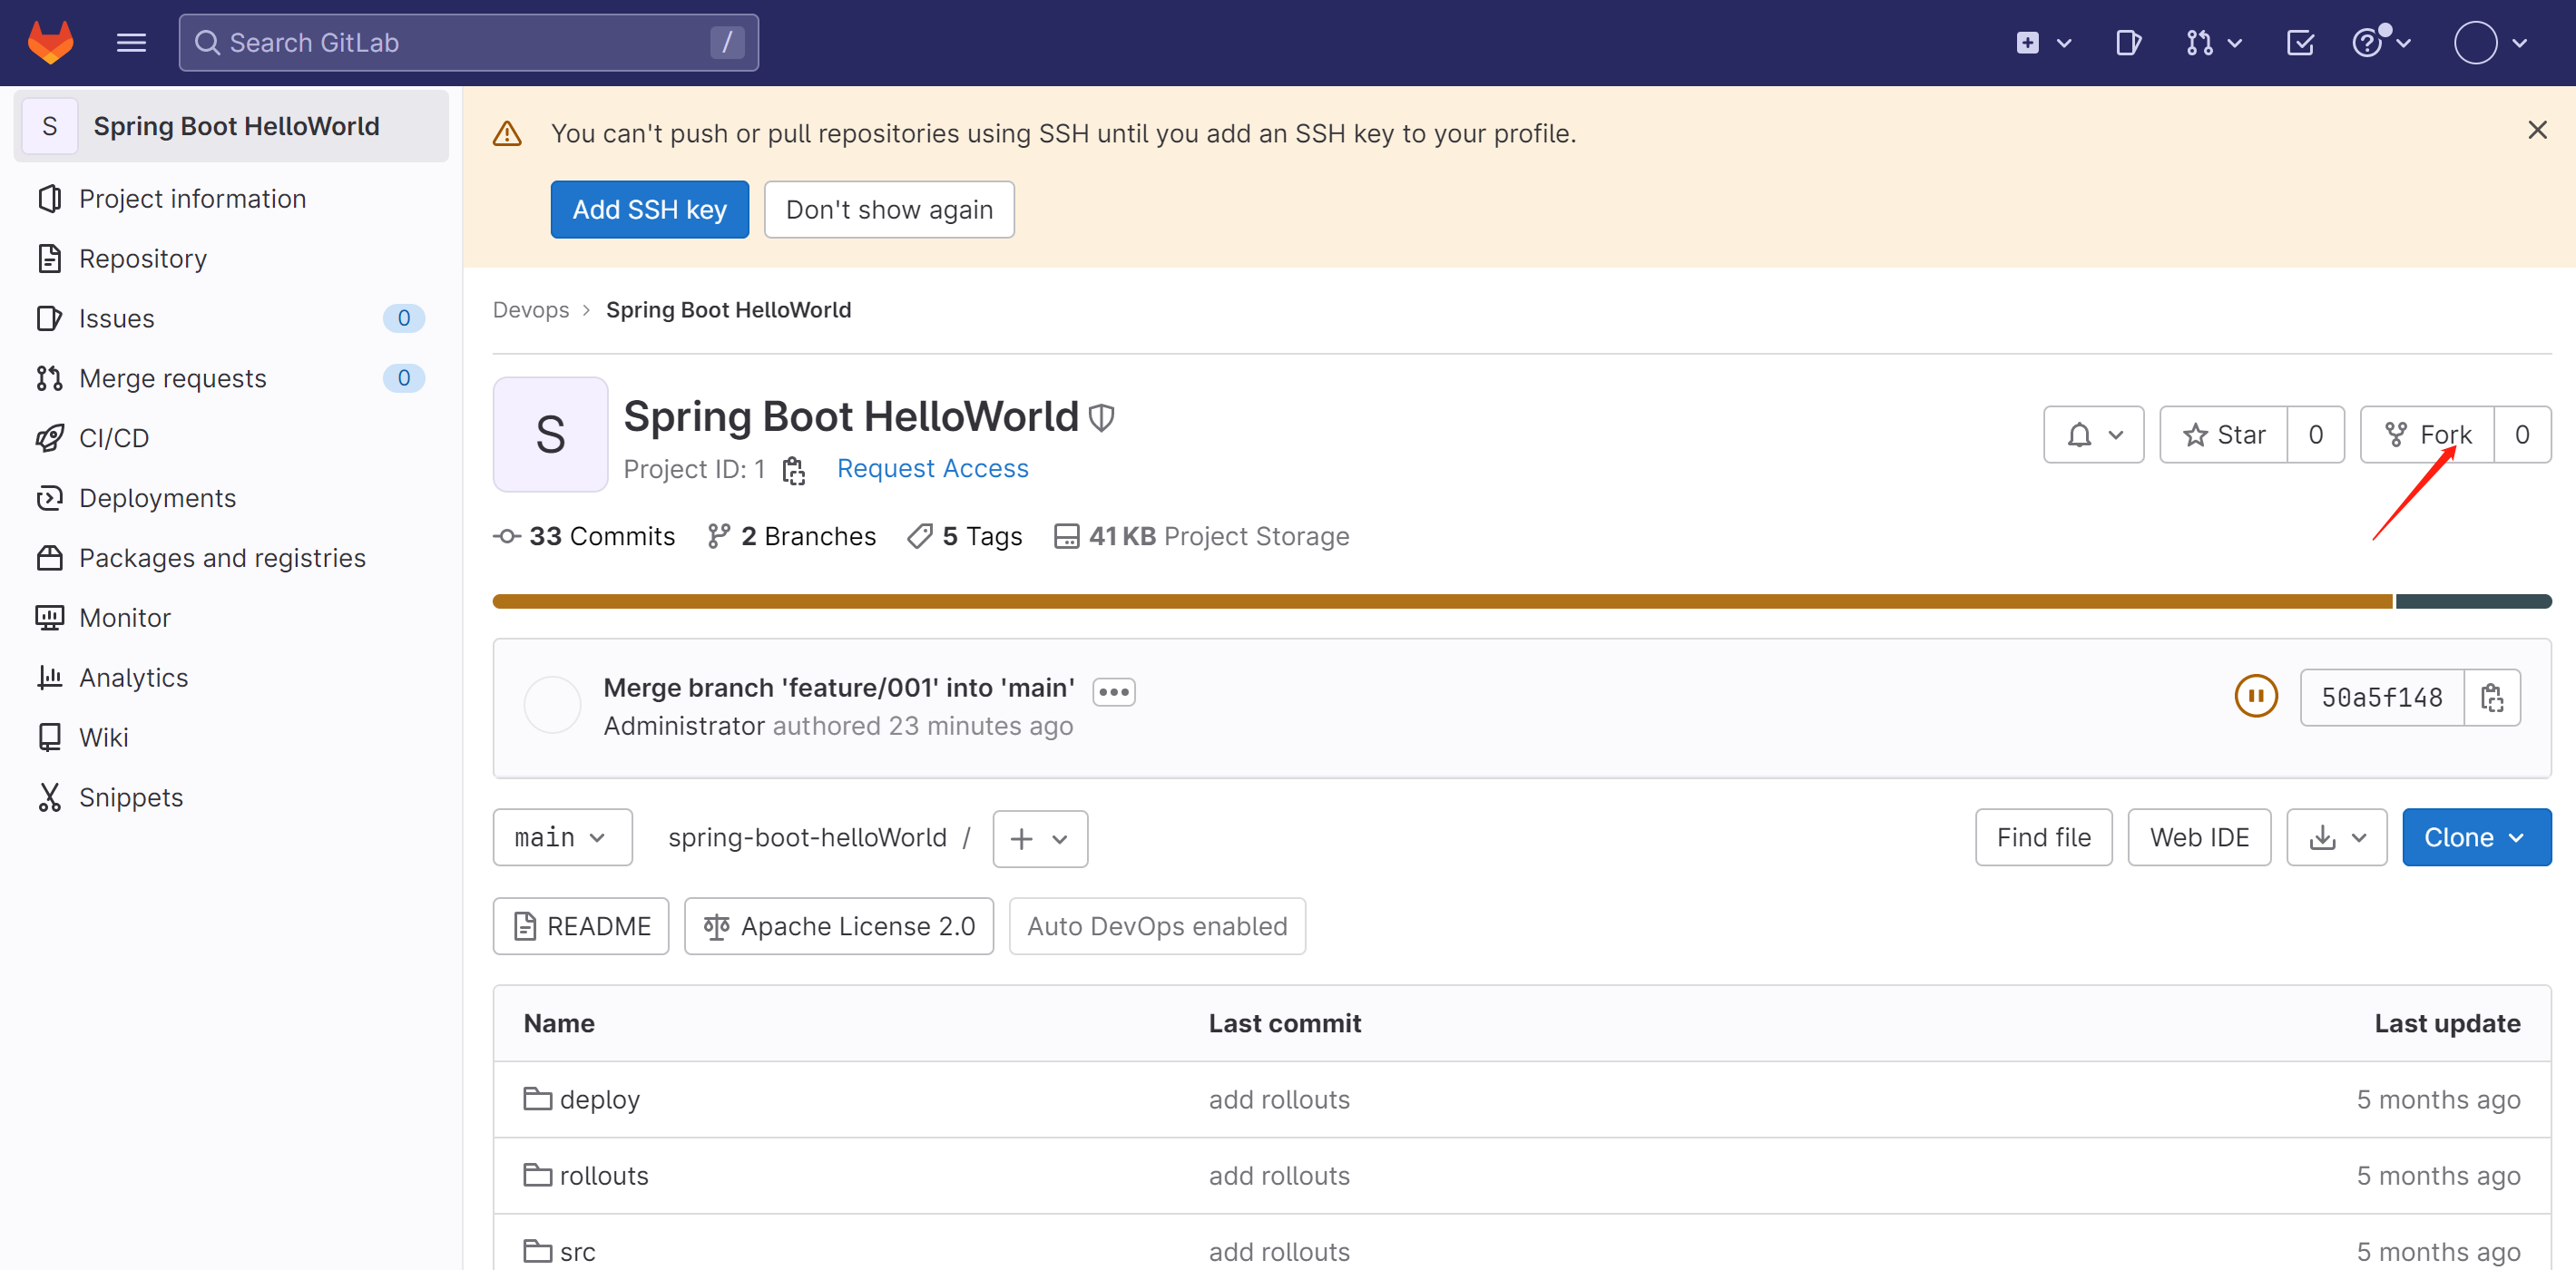 Search GitLab /
S Spring Boot HelloWorld
Project information
Repository
Issues 0
Merge requests 0
CI/CD
Deployments
Packages and registries
Monitor
Analytics
Wiki
Snippets
You can't push or pull repositories using SSH until you add an SSH key to your profile.
Add SSH key Don't show again
Devops › Spring Boot HelloWorld
S
Spring Boot HelloWorld
Project ID: 1 Request Access
Star 0 Fork 0
33 Commits 2 Branches 5 Tags 41 KB Project Storage
Merge branch 'feature/001' into 'main'
Administrator authored 23 minutes ago
50a5f148
main spring-boot-helloWorld / Find file Web IDE Clone
README Apache License 2.0 Auto DevOps enabled
Name Last commit Last update
deploy add rollouts 5 months ago
rollouts add rollouts 5 months ago
src add rollouts 5 months ago